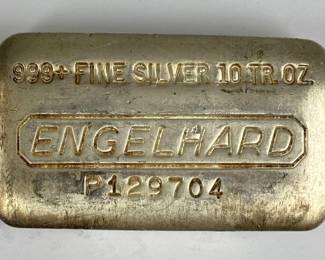 999+ FINE SILVER 10 TR. OZ.
ENGELHARD
P129704